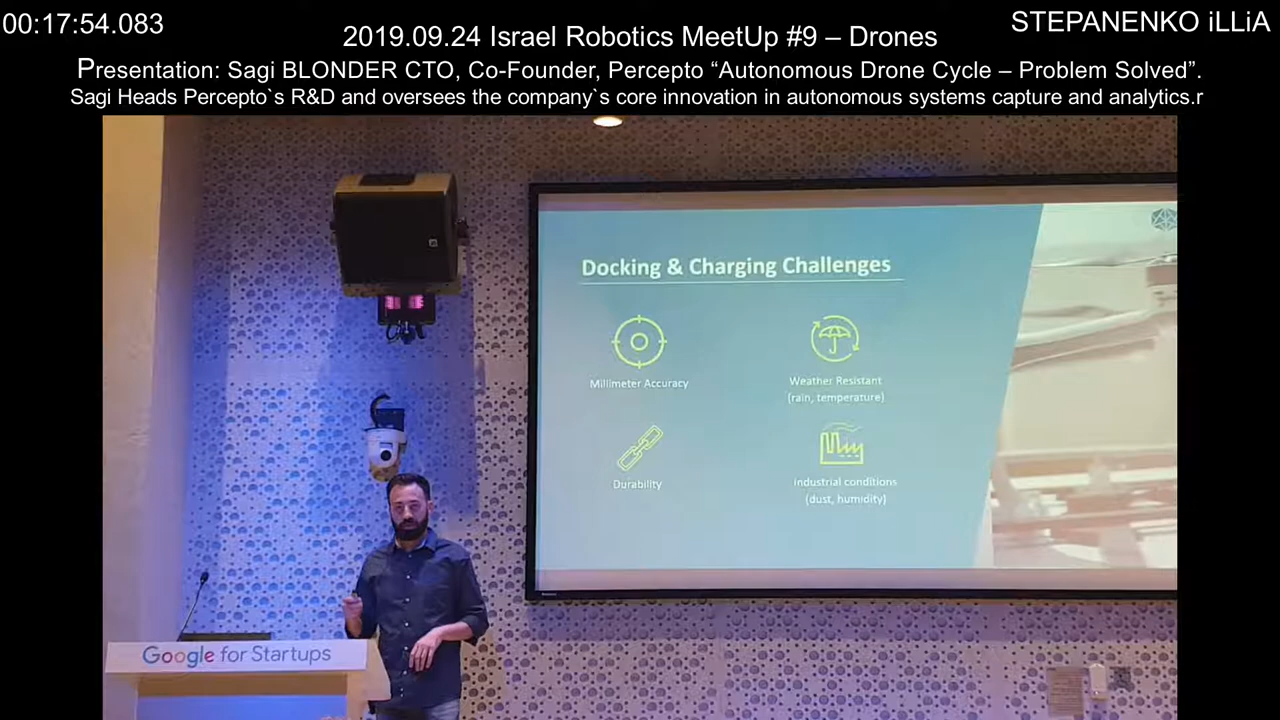 00:17:54.083
2019.09.24 Israel Robotics MeetUp #9 – Drones
STEPANENKO iLLiA
Presentation: Sagi BLONDER CTO, Co-Founder, Percepto “Autonomous Drone Cycle – Problem Solved”.
Sagi Heads Percepto`s R&D and oversees the company`s core innovation in autonomous systems capture and analytics.r
Docking & Charging Challenges
Millimeter Accuracy
Weather Resistant
(rain, temperature)
Durability
Industrial conditions
(dust, humidity)
Google for Startups